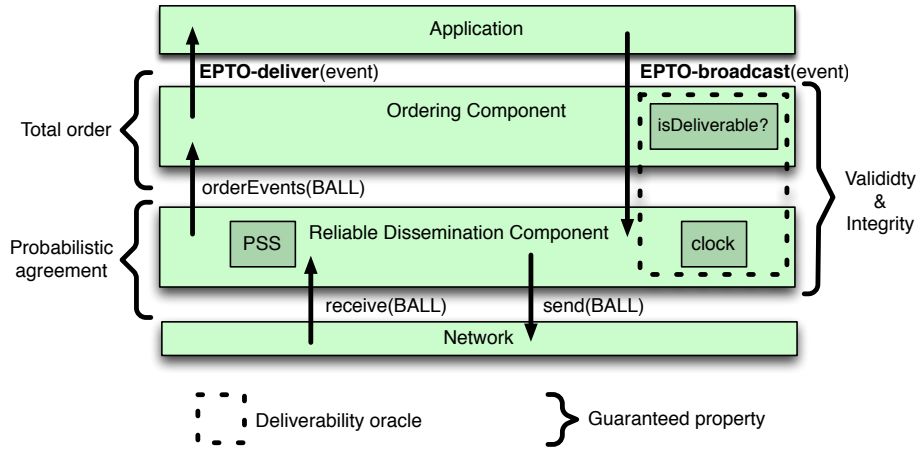 Application
EPTO-deliver(event)
EPTO-broadcast(event)
Ordering Component
isDeliverable?
Total order
orderEvents(BALL)
Valididty
&
Integrity
PSS
Reliable Dissemination Component
clock
Probabilistic
agreement
receive(BALL)
send(BALL)
Network
Deliverability oracle
Guaranteed property